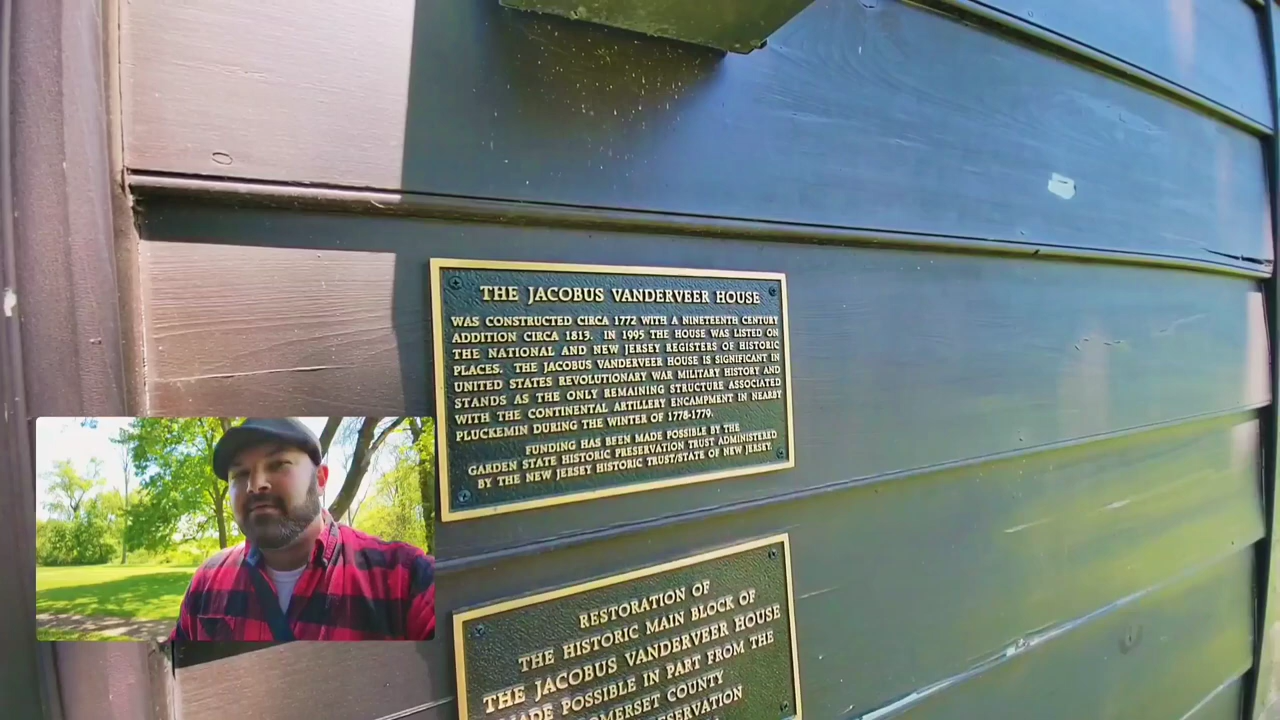 THE JACOBUS VANDERVEER HOUSE
WAS CONSTRUCTED CIRCA 1772 WITH A NINETEENTH CENTURY
ADDITION CIRCA 1813. IN 1995 THE HOUSE WAS LISTED ON
THE NATIONAL AND NEW JERSEY REGISTERS OF HISTORIC
PLACES. THE JACOBUS VANDERVEER HOUSE IS SIGNIFICANT IN
UNITED STATES REVOLUTIONARY WAR MILITARY HISTORY AND
STANDS AS THE ONLY REMAINING STRUCTURE ASSOCIATED
WITH THE CONTINENTAL ARTILLERY ENCAMPMENT IN NEARBY
PLUCKEMIN DURING THE WINTER OF 1778-1779.
FUNDING HAS BEEN MADE POSSIBLE BY THE
GARDEN STATE HISTORIC PRESERVATION TRUST ADMINISTERED
BY THE NEW JERSEY HISTORIC TRUST/STATE OF NEW JERSEY.
RESTORATION OF
THE HISTORIC MAIN BLOCK OF
THE JACOBUS VANDERVEER HOUSE
MADE POSSIBLE IN PART FROM THE
SOMERSET COUNTY